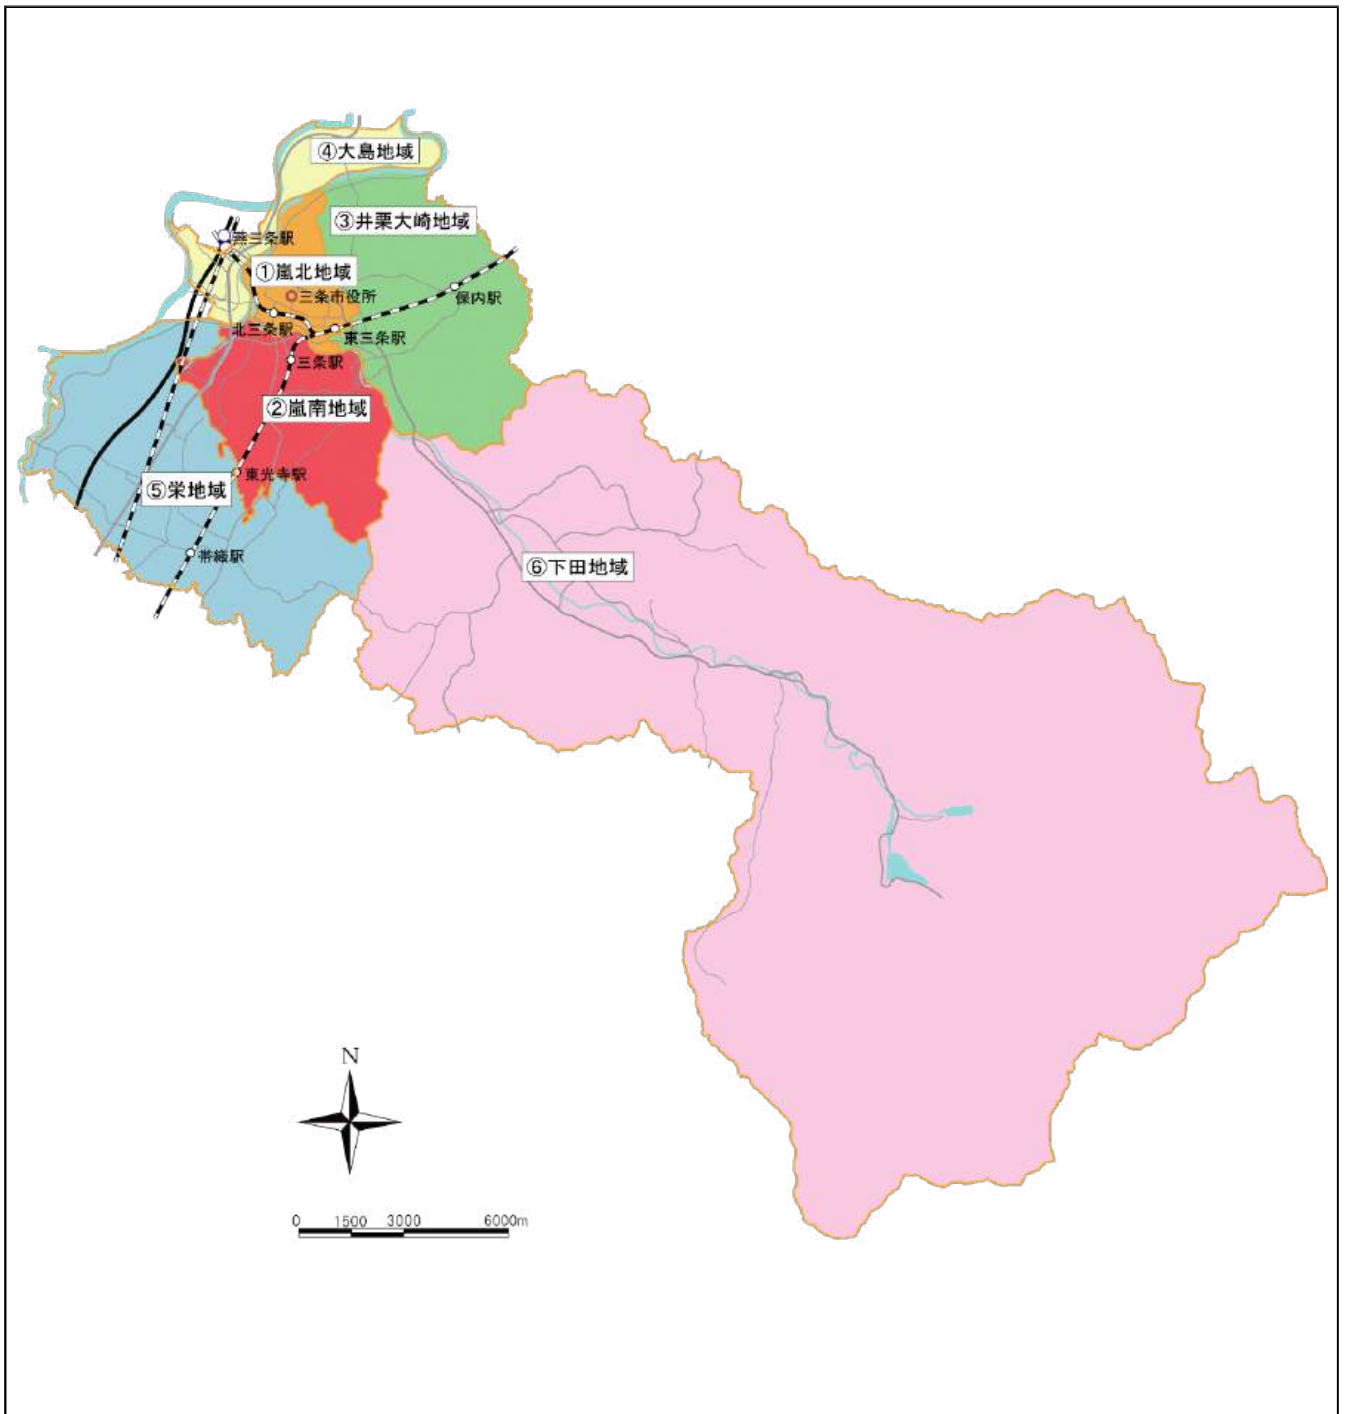 ④大島地域
③井栗大崎地域
燕三条駅
①嵐北地域
三条市役所
保内駅
北三条駅
東三条駅
三条駅
②嵐南地域
東光寺駅
⑤栄地域
帯織駅
⑥下田地域
N
0 1500 3000 6000m